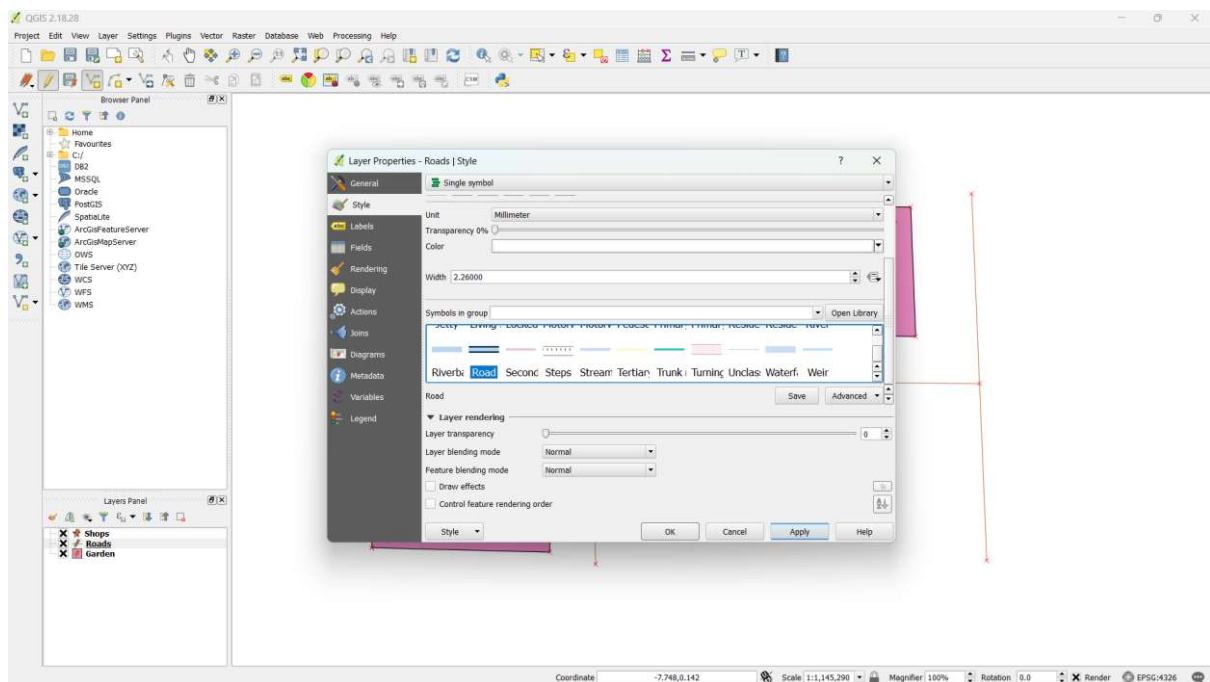 QGIS 2.18.28
Project Edit View Layer Settings Plugins Vector Raster Database Web Processing Help
Browser Panel
Home
Favourites
C:/
DB2
MSSQL
Oracle
PostGIS
SpatiaLite
ArcGisFeatureServer
ArcGisMapServer
OWS
Tile Server (XYZ)
WCS
WFS
WMS
Layers Panel
Shops
Roads
Garden
Layer Properties - Roads | Style
General
Style
Labels
Fields
Rendering
Display
Actions
Joins
Diagrams
Metadata
Variables
Legend
Single symbol
Unit Millimeter
Transparency 0%
Color
Width 2.26000
Symbols in group Open Library
Riverba Road Second Steps Stream Tertiar Trunk Turning Unclas Waterf Weir
Road Save Advanced
Layer rendering
Layer transparency 0
Layer blending mode Normal
Feature blending mode Normal
Draw effects
Control feature rendering order
Style OK Cancel Apply Help
Coordinate -7.748,0.142 Scale 1:1,145,290 Magnifier 100% Rotation 0.0 Render EPSG:4326